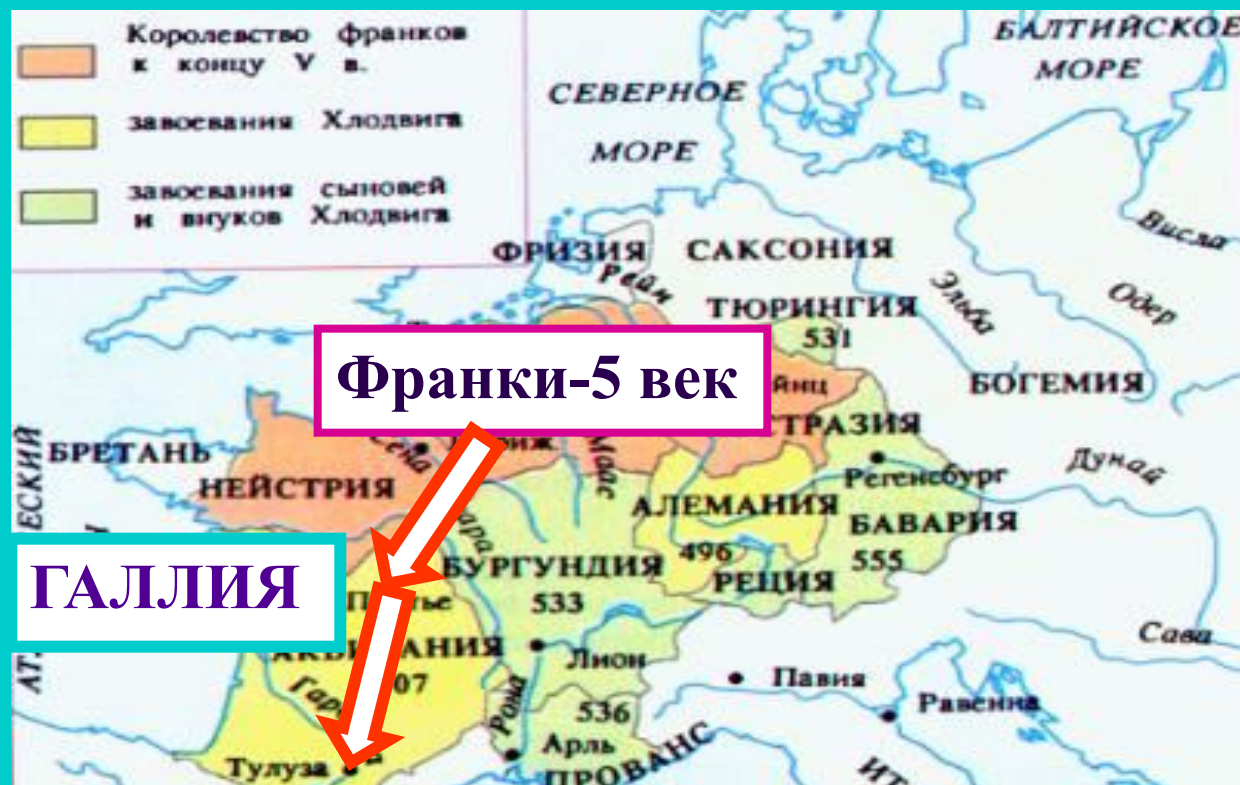 Королевство франков
к концу V в.
завоевания Хлодвига
завоевания сыновей
и внуков Хлодвига
БАЛТИЙСКОЕ
МОРЕ
СЕВЕРНОЕ
МОРЕ
Висла
ФРИЗИЯ
САКСОНИЯ
Рейн
Эльба
Одер
ТЮРИНГИЯ
531
Франки-5 век
БОГЕМИЯ
БРЕТАНЬ
Сена
Маас
НЕЙСТРИЯ
Регенсбург
Дунай
АЛЕМАНИЯ
496
БАВАРИЯ
555
ГАЛЛИЯ
БУРГУНДИЯ
533
РЕЦИЯ
Сава
Лион
Павия
Равенна
Рона
536
Арль
Тулуза
ПРОВАНС